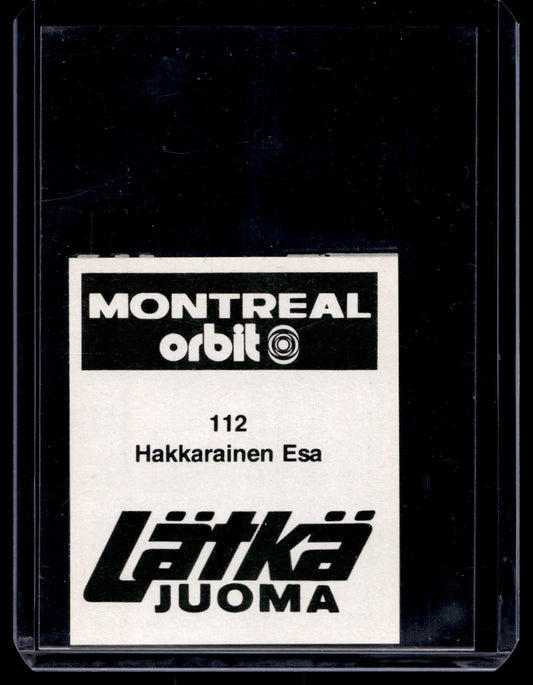 MONTREAL
orbit
112
Hakkarainen Esa
Lätkä
JUOMA